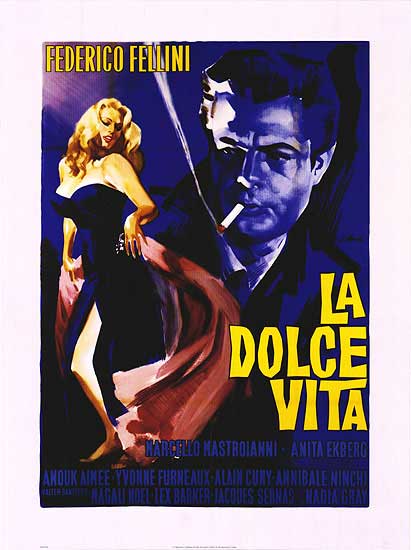 FEDERICO FELLINI
LA
DOLCE
VITA
MARCELLO MASTROIANNI · ANITA EKBERG
ANOUK AIMEE · YVONNE FURNEAUX · ALAIN CUNY · ANNIBALE NINCHI
MAGALI NOEL · LEX BARKER · JACQUES SERNAS
NADIA GRAY